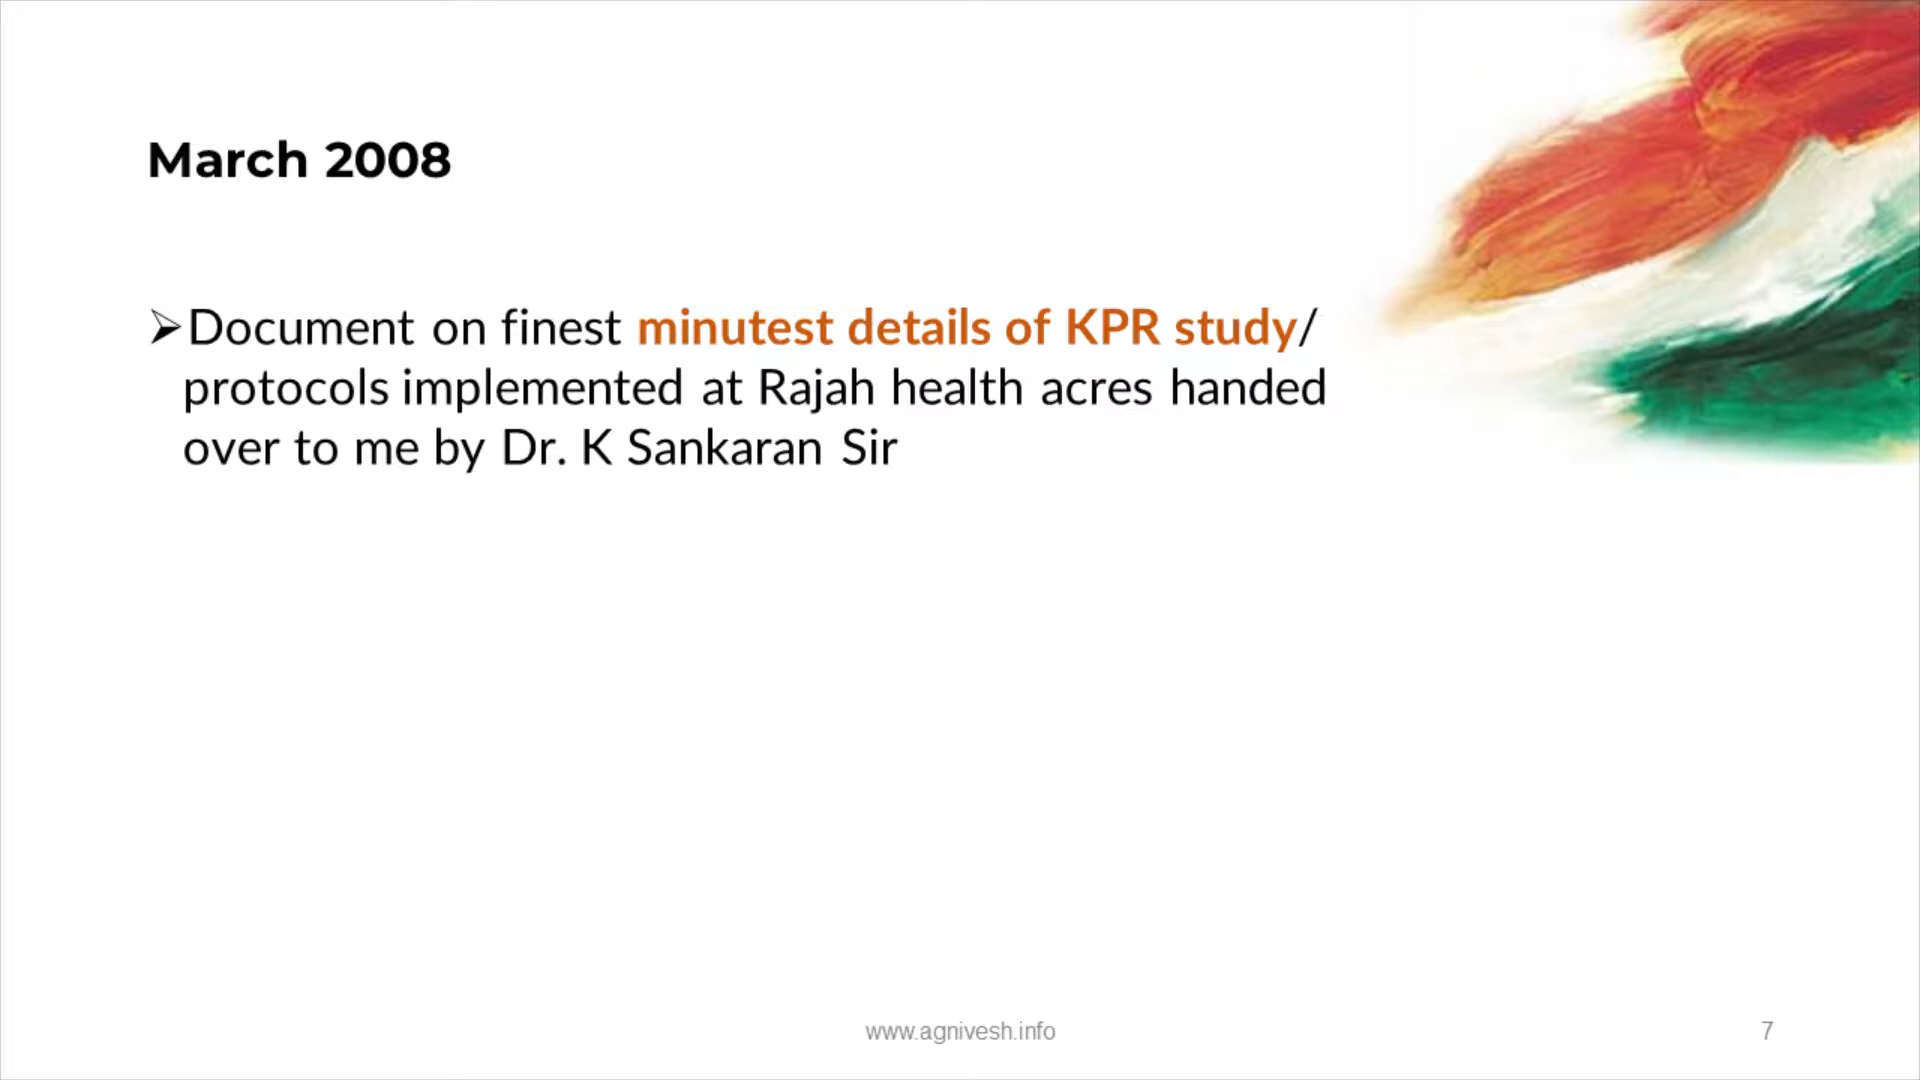 March 2008
➢Document on finest minutest details of KPR study/
protocols implemented at Rajah health acres handed
over to me by Dr. K Sankaran Sir
www.agnivesh.info
7